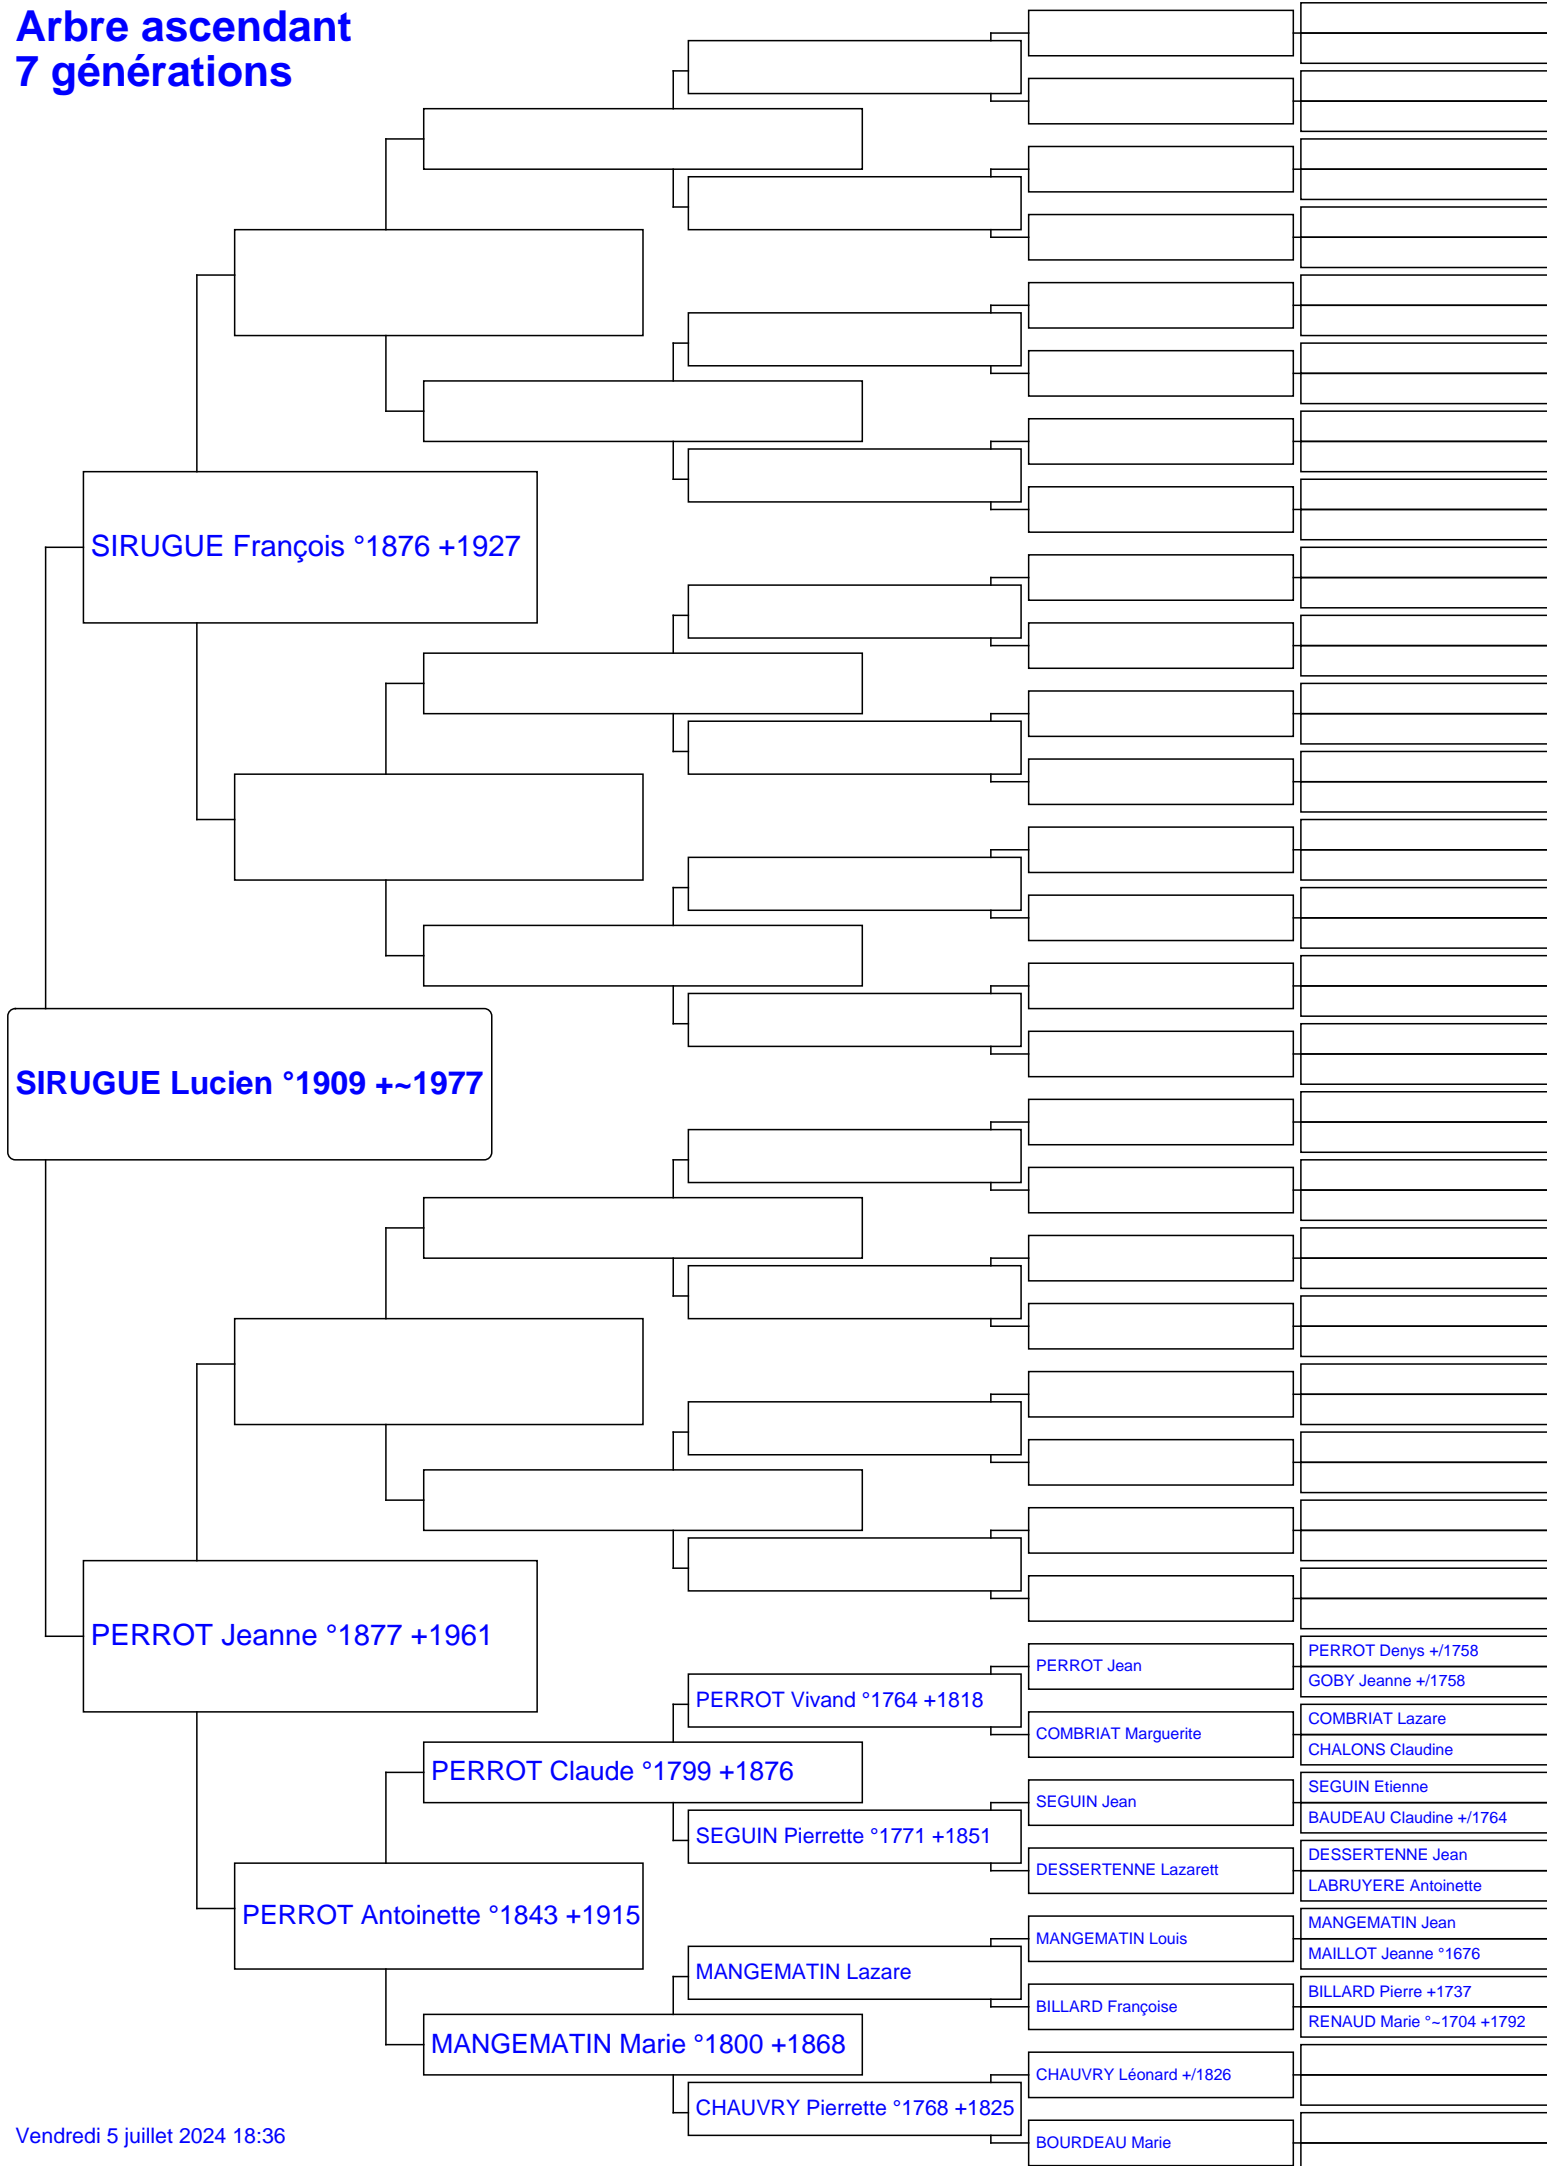 Arbre ascendant
7 générations
SIRUGUE François °1876 +1927
SIRUGUE Lucien °1909 +~1977
PERROT Jeanne °1877 +1961
PERROT Denys +/1758
PERROT Jean
GOBY Jeanne +/1758
PERROT Vivand °1764 +1818
COMBRIAT Lazare
COMBRIAT Marguerite
CHALONS Claudine
PERROT Claude °1799 +1876
SEGUIN Etienne
SEGUIN Jean
BAUDEAU Claudine +/1764
SEGUIN Pierrette °1771 +1851
DESSERTENNE Jean
DESSERTENNE Lazarett
LABRUYERE Antoinette
PERROT Antoinette °1843 +1915
MANGEMATIN Jean
MANGEMATIN Louis
MAILLOT Jeanne °1676
MANGEMATIN Lazare
BILLARD Pierre +1737
BILLARD Françoise
RENAUD Marie °~1704 +1792
MANGEMATIN Marie °1800 +1868
CHAUVRY Léonard +/1826
CHAUVRY Pierrette °1768 +1825
BOURDEAU Marie
Vendredi 5 juillet 2024 18:36